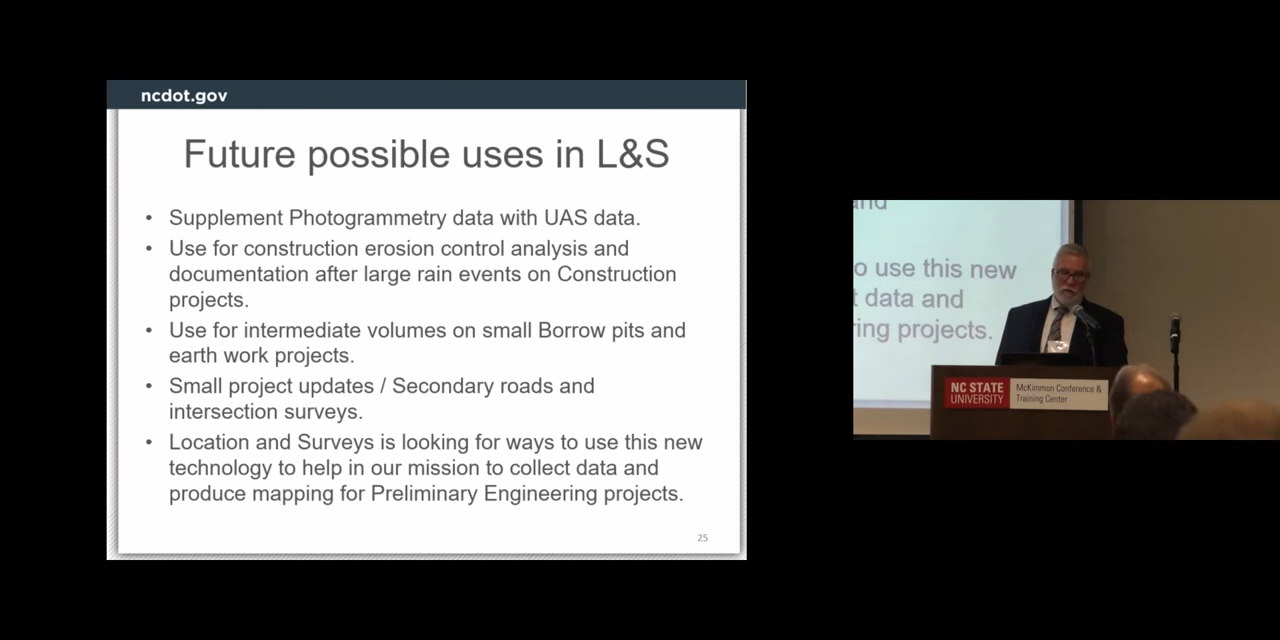 ncdot.gov
Future possible uses in L&S
• Supplement Photogrammetry data with UAS data.
• Use for construction erosion control analysis and
documentation after large rain events on Construction
projects.
• Use for intermediate volumes on small Borrow pits and
earth work projects.
• Small project updates / Secondary roads and
intersection surveys.
• Location and Surveys is looking for ways to use this new
technology to help in our mission to collect data and
produce mapping for Preliminary Engineering projects.
25
and
o use this new
t data and
ring projects.
NC STATE
UNIVERSITY
McKimmon Conference &
Training Center